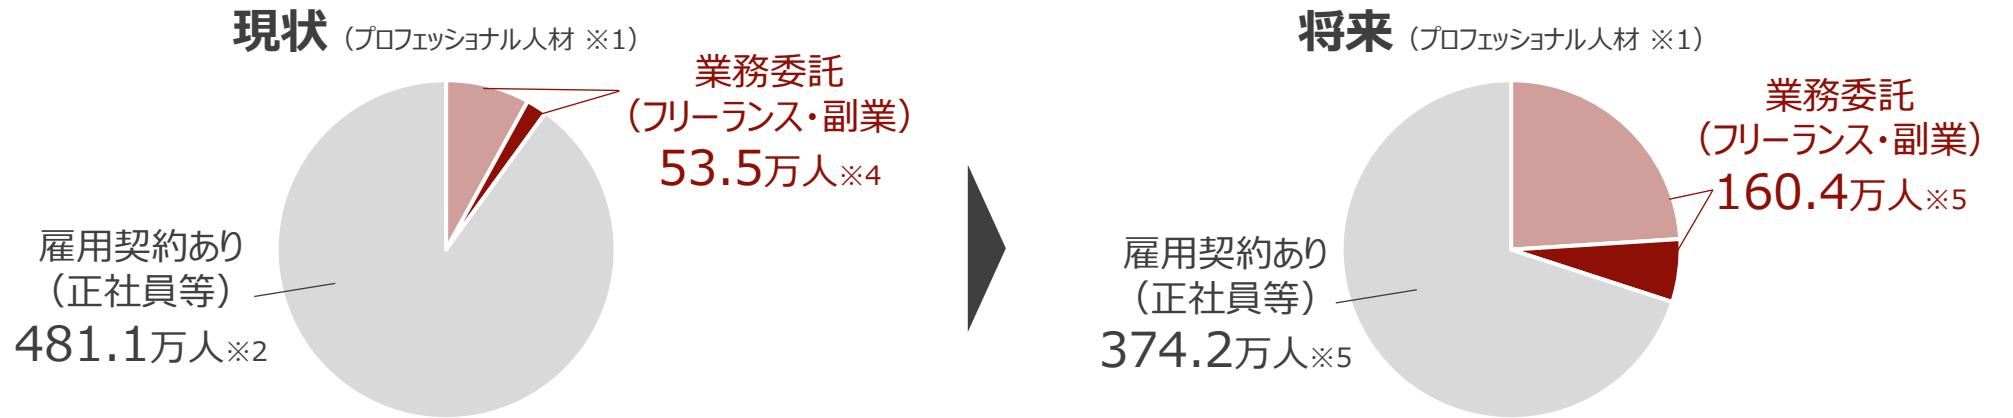 現状（プロフェッショナル人材 ※1）
業務委託
（フリーランス・副業）
53.5万人※4
雇用契約あり
（正社員等）
481.1万人※2
将来（プロフェッショナル人材 ※1）
業務委託
（フリーランス・副業）
160.4万人※5
雇用契約あり
（正社員等）
374.2万人※5